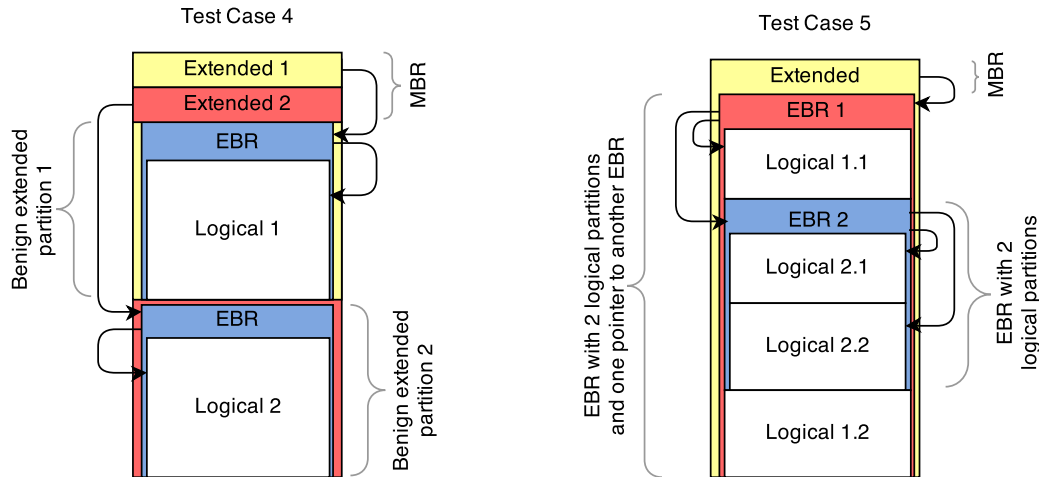 Test Case 4
Extended 1
Extended 2
MBR
EBR
Logical 1
Benign extended
partition 1
EBR
Logical 2
Benign extended
partition 2
Test Case 5
Extended
MBR
EBR 1
Logical 1.1
EBR 2
Logical 2.1
Logical 2.2
Logical 1.2
EBR with 2 logical partitions
and one pointer to another EBR
EBR with 2
logical partitions